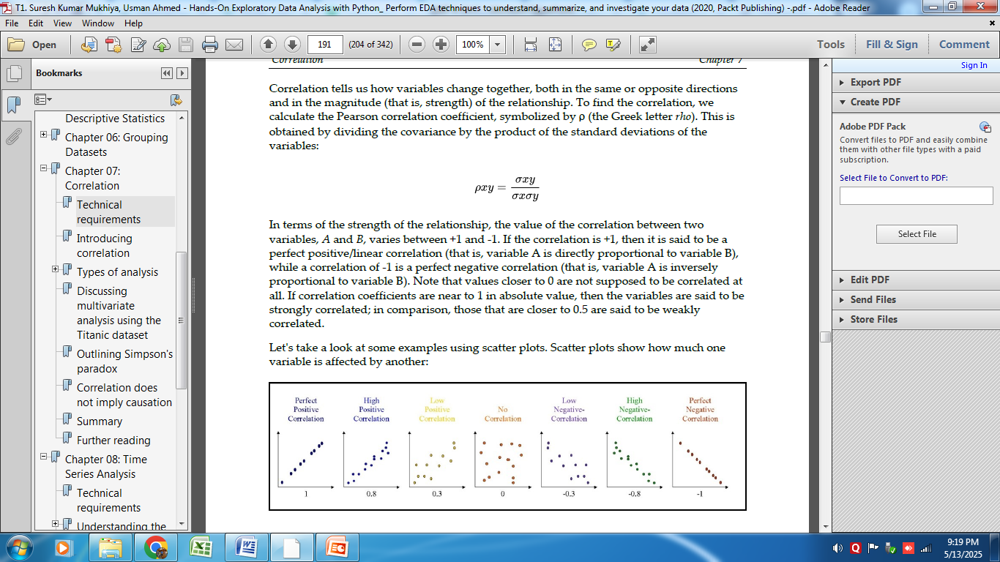 T1. Suresh Kumar Mukhiya, Usman Ahmed - Hands-On Exploratory Data Analysis with Python_ Perform EDA techniques to understand, summarize, and investigate your data (2020, Packt Publishing) -.pdf - Adobe Reader
File Edit View Window Help
Open 191 (204 of 342) 100% Tools Fill & Sign Comment
Sign In
Bookmarks
Descriptive Statistics
Chapter 06: Grouping
Datasets
Chapter 07:
Correlation
Technical
requirements
Introducing
correlation
Types of analysis
Discussing
multivariate
analysis using the
Titanic dataset
Outlining Simpson's
paradox
Correlation does
not imply causation
Summary
Further reading
Chapter 08: Time
Series Analysis
Technical
requirements
Understanding the
Correlation Chapter 7
Correlation tells us how variables change together, both in the same or opposite directions
and in the magnitude (that is, strength) of the relationship. To find the correlation, we
calculate the Pearson correlation coefficient, symbolized by ρ (the Greek letter rho). This is
obtained by dividing the covariance by the product of the standard deviations of the
variables:
ρxy = σxy / σxσy
In terms of the strength of the relationship, the value of the correlation between two
variables, A and B, varies between +1 and -1. If the correlation is +1, then it is said to be a
perfect positive/linear correlation (that is, variable A is directly proportional to variable B),
while a correlation of -1 is a perfect negative correlation (that is, variable A is inversely
proportional to variable B). Note that values closer to 0 are not supposed to be correlated at
all. If correlation coefficients are near to 1 in absolute value, then the variables are said to be
strongly correlated; in comparison, those that are closer to 0.5 are said to be weakly
correlated.
Let's take a look at some examples using scatter plots. Scatter plots show how much one
variable is affected by another:
Perfect High Low No Low High Perfect
Positive Positive Positive Correlation Negative- Negative- Negative
Correlation Correlation Correlation Correlation Correlation Correlation
1 0.8 0.3 0 -0.3 -0.8 -1
Export PDF
Create PDF
Adobe PDF Pack
Convert files to PDF and easily combine
them with other file types with a paid
subscription.
Select File to Convert to PDF:
Select File
Edit PDF
Send Files
Store Files
9:19 PM
5/13/2025